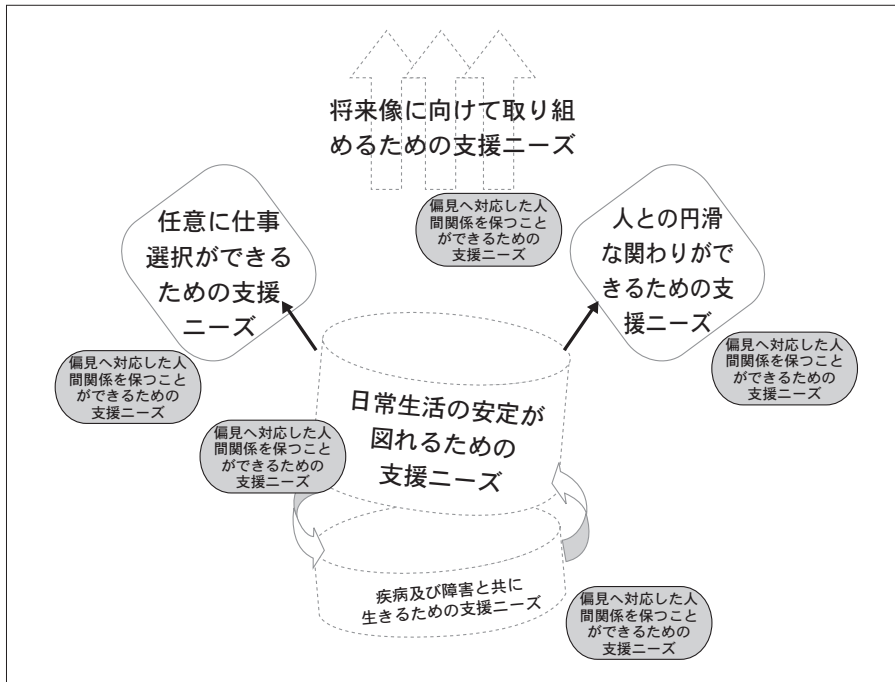 将来像に向けて取り組
めるための支援ニーズ
偏見へ対応した人
間関係を保つこと
ができるための
支援ニーズ
任意に仕事
選択ができる
ための支援
ニーズ
人との円滑
な関わりがで
きるための支
援ニーズ
偏見へ対応した人
間関係を保つこと
ができるための
支援ニーズ
偏見へ対応した人
間関係を保つこと
ができるための
支援ニーズ
日常生活の安定が
図れるための
支援ニーズ
偏見へ対応した人
間関係を保つこと
ができるための
支援ニーズ
疾病及び障害と共に
生きるための支援ニーズ
偏見へ対応した人
間関係を保つこと
ができるための
支援ニーズ